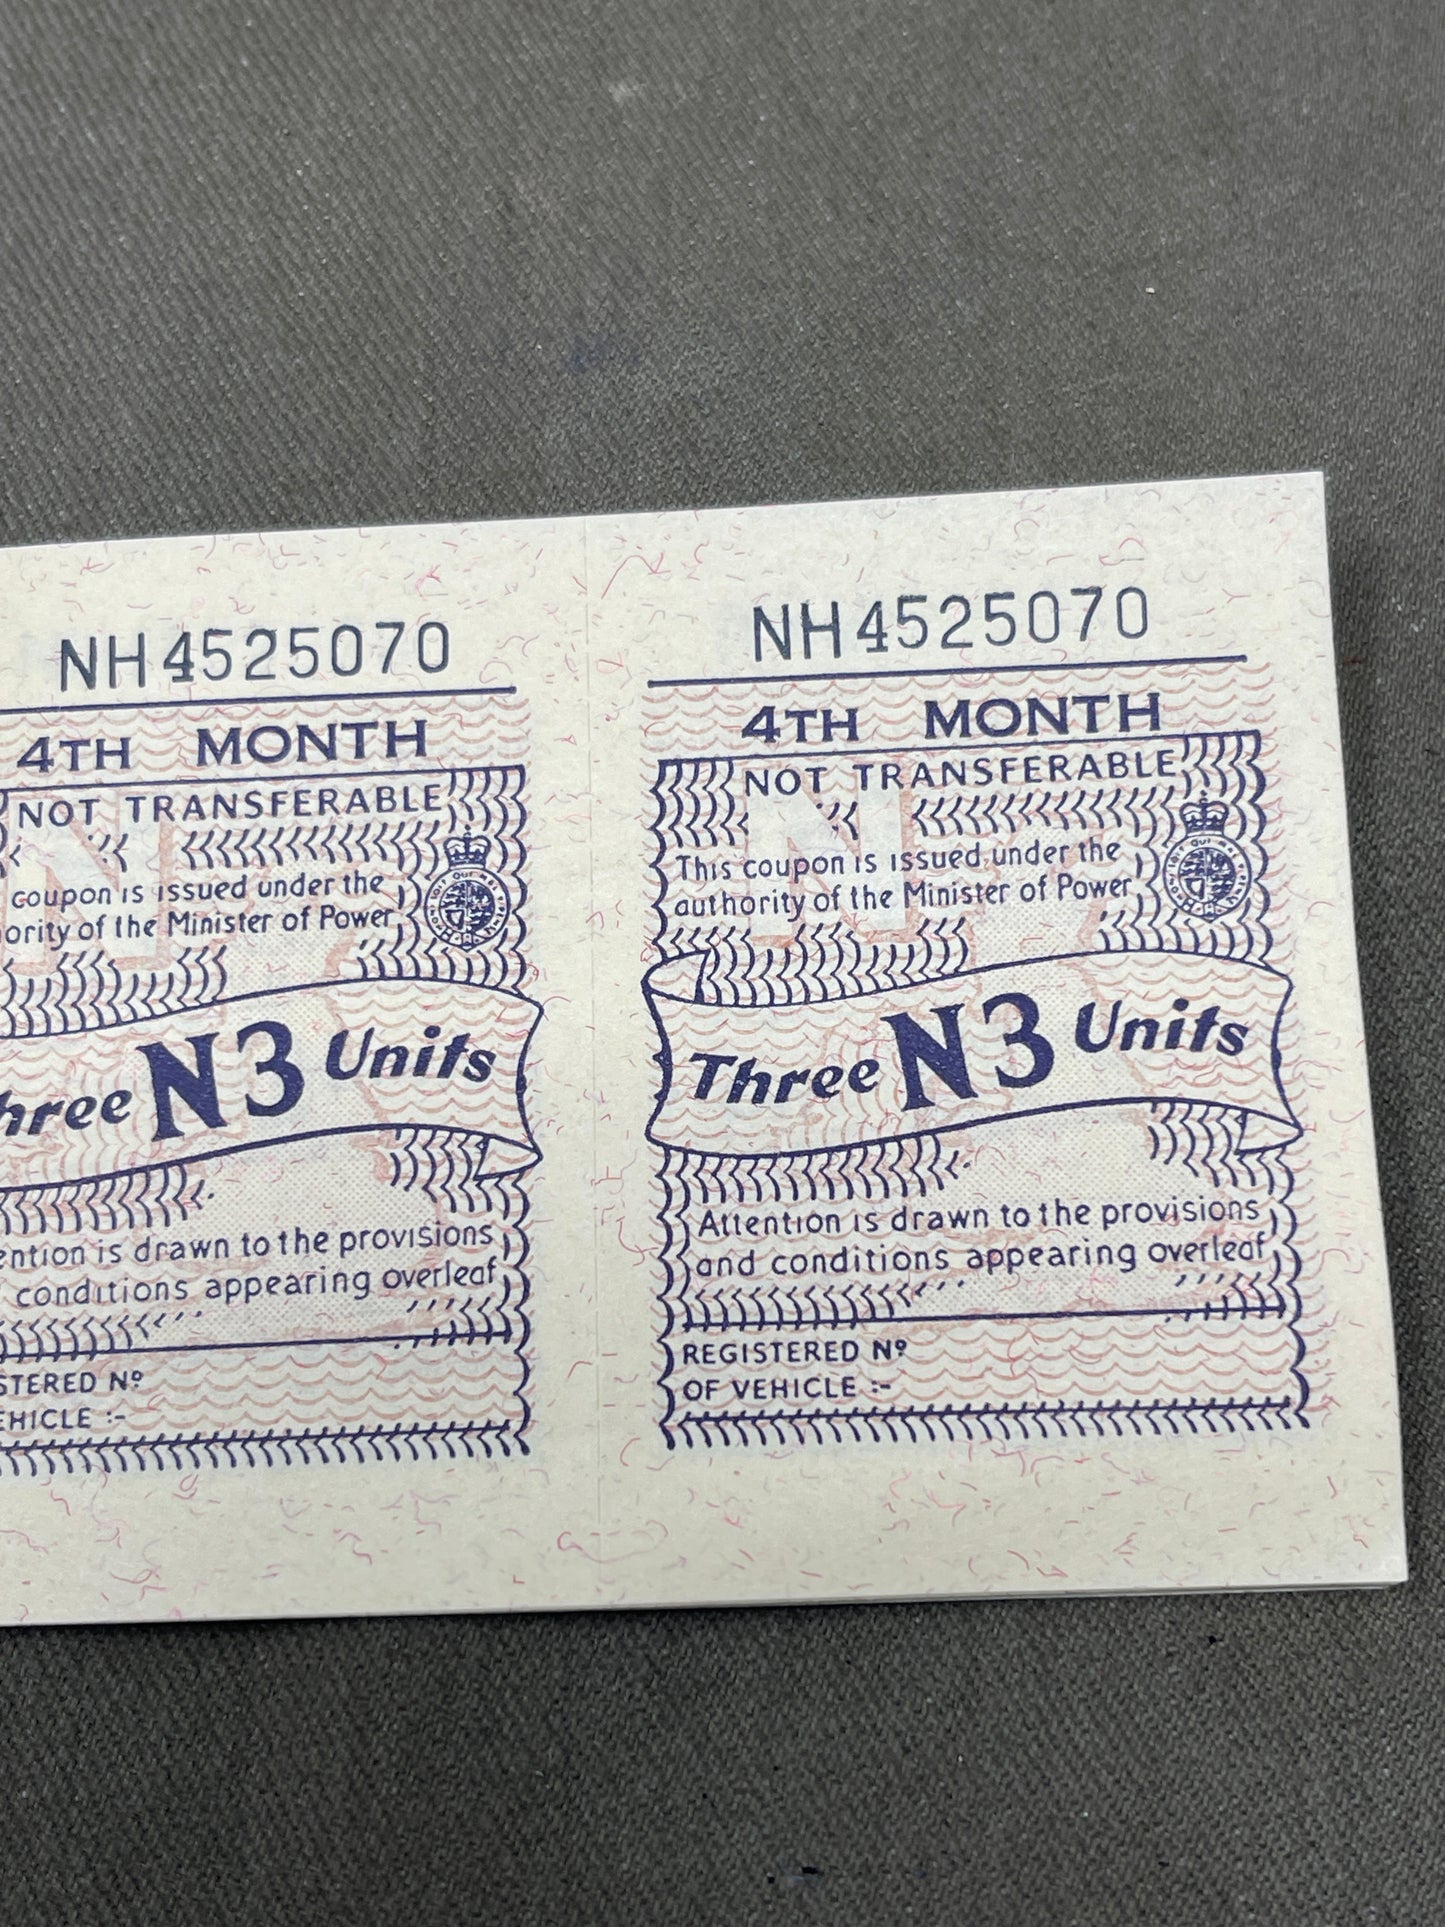 NH4525070
4TH MONTH
NOT TRANSFERABLE
coupon is issued under the
ority of the Minister of Power
hree N3 Units
ention is drawn to the provisions
conditions appearing overleaf
STERED Nº
EHICLE :-
NH4525070
4TH MONTH
NOT TRANSFERABLE
N
This coupon is issued under the
authority of the Minister of Power
Three N3 Units
Attention is drawn to the provisions
and conditions appearing overleaf
REGISTERED Nº
OF VEHICLE :-